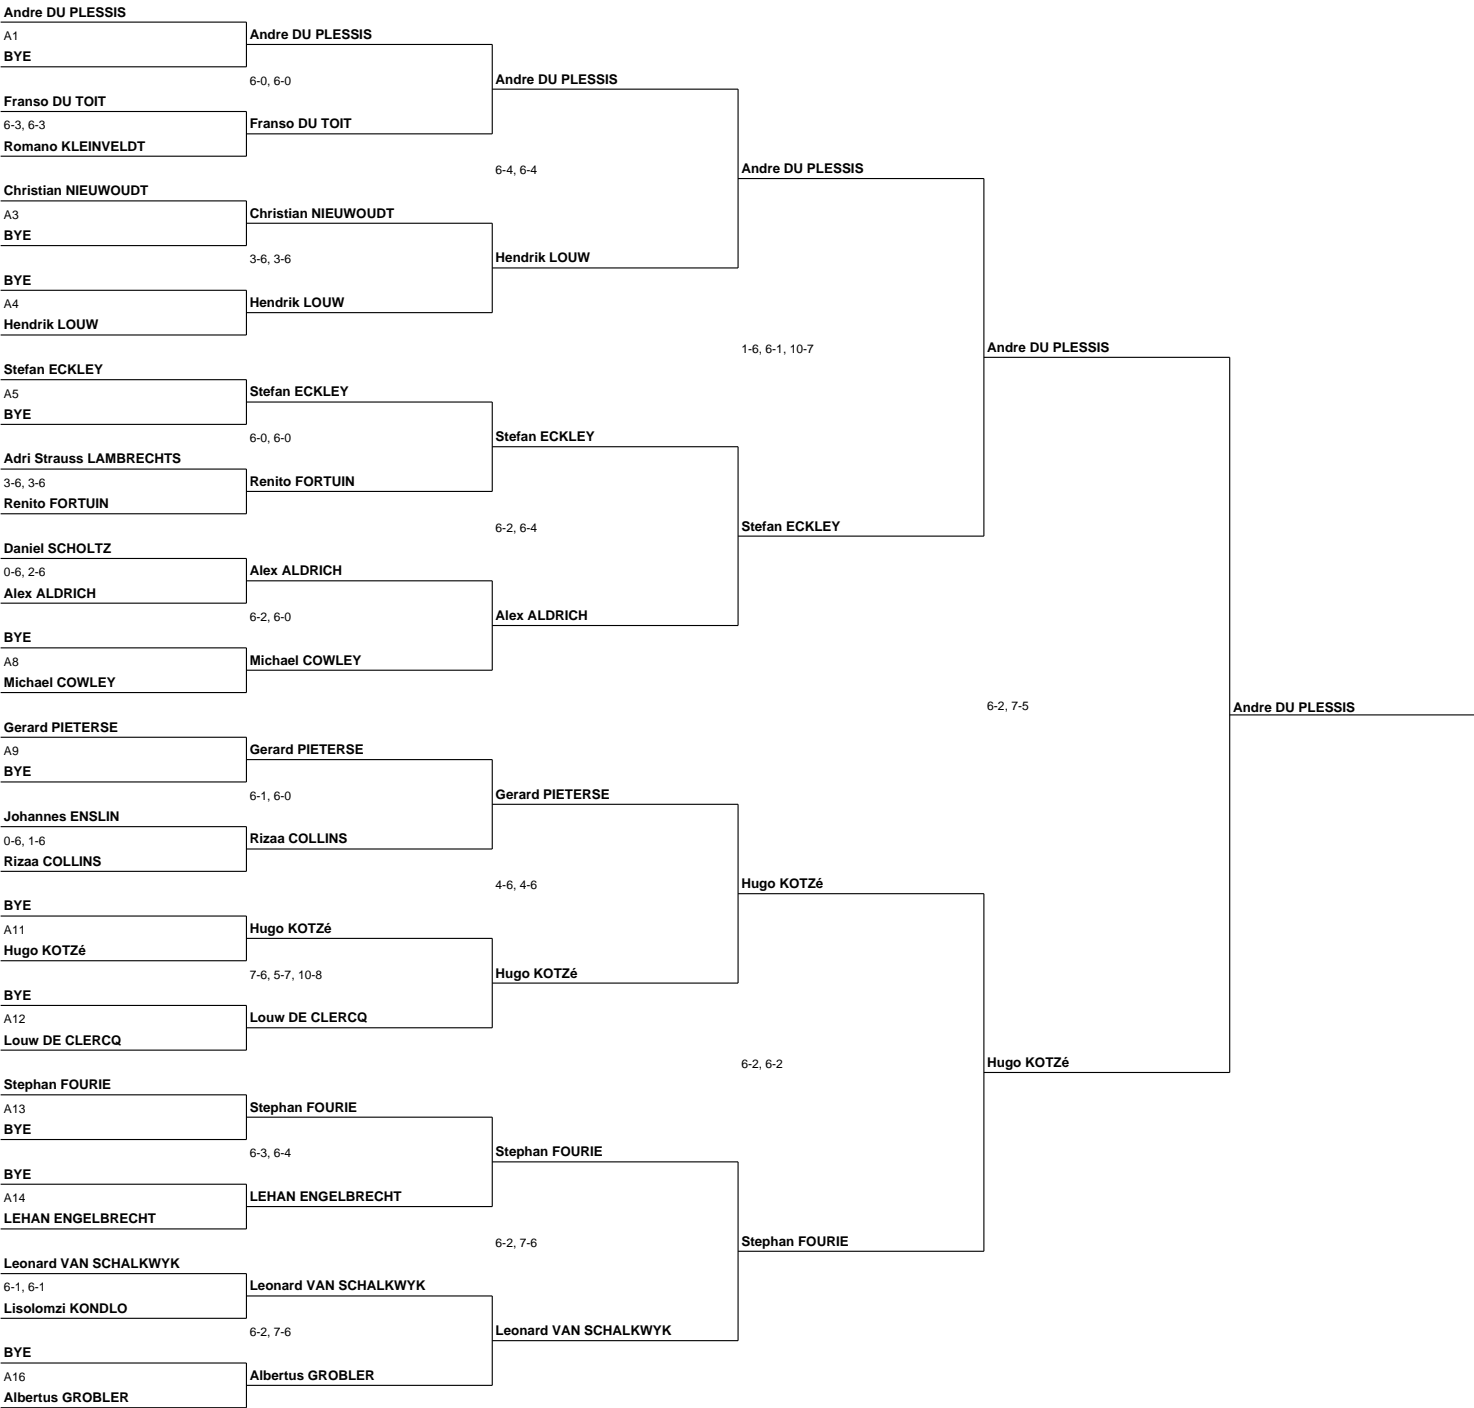 Andre DU PLESSIS
A1
BYE
Franso DU TOIT
6-3, 6-3
Romano KLEINVELDT
Christian NIEUWOUDT
A3
BYE
BYE
A4
Hendrik LOUW
Stefan ECKLEY
A5
BYE
Adri Strauss LAMBRECHTS
3-6, 3-6
Renito FORTUIN
Daniel SCHOLTZ
0-6, 2-6
Alex ALDRICH
BYE
A8
Michael COWLEY
Gerard PIETERSE
A9
BYE
Johannes ENSLIN
0-6, 1-6
Rizaa COLLINS
BYE
A11
Hugo KOTZé
BYE
A12
Louw DE CLERCQ
Stephan FOURIE
A13
BYE
BYE
A14
LEHAN ENGELBRECHT
Leonard VAN SCHALKWYK
6-1, 6-1
Lisolomzi KONDLO
BYE
A16
Albertus GROBLER
Andre DU PLESSIS
6-0, 6-0
Franso DU TOIT
Christian NIEUWOUDT
3-6, 3-6
Hendrik LOUW
Stefan ECKLEY
6-0, 6-0
Renito FORTUIN
Alex ALDRICH
6-2, 6-0
Michael COWLEY
Gerard PIETERSE
6-1, 6-0
Rizaa COLLINS
Hugo KOTZé
7-6, 5-7, 10-8
Louw DE CLERCQ
Stephan FOURIE
6-3, 6-4
LEHAN ENGELBRECHT
Leonard VAN SCHALKWYK
6-2, 7-6
Albertus GROBLER
Andre DU PLESSIS
6-4, 6-4
Hendrik LOUW
Stefan ECKLEY
6-2, 6-4
Alex ALDRICH
Gerard PIETERSE
4-6, 4-6
Hugo KOTZé
Stephan FOURIE
6-2, 7-6
Leonard VAN SCHALKWYK
Andre DU PLESSIS
1-6, 6-1, 10-7
Stefan ECKLEY
Hugo KOTZé
6-2, 6-2
Stephan FOURIE
Andre DU PLESSIS
6-2, 7-5
Hugo KOTZé
Andre DU PLESSIS